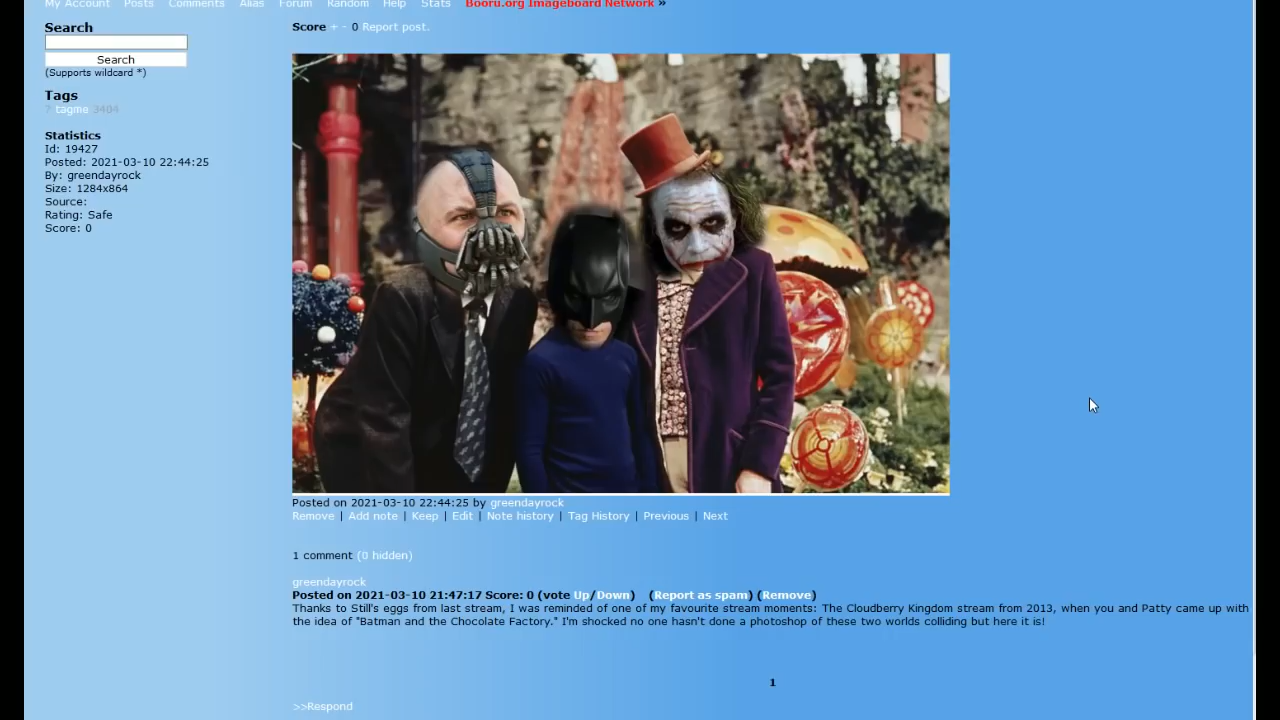 My Account Posts Comments Alias Forum Random Help Stats Booru.org Imageboard Network »
Search
Search
(Supports wildcard *)
Tags
? tagme 3404
Statistics
Id: 19427
Posted: 2021-03-10 22:44:25
By: greendayrock
Size: 1284x864
Source:
Rating: Safe
Score: 0
Score + - 0 Report post.
Posted on 2021-03-10 22:44:25 by greendayrock
Remove | Add note | Keep | Edit | Note history | Tag History | Previous | Next
1 comment (0 hidden)
greendayrock
Posted on 2021-03-10 21:47:17 Score: 0 (vote Up/Down) (Report as spam) (Remove)
Thanks to Still's eggs from last stream, I was reminded of one of my favourite stream moments: The Cloudberry Kingdom stream from 2013, when you and Patty came up with
the idea of "Batman and the Chocolate Factory." I'm shocked no one hasn't done a photoshop of these two worlds colliding but here it is!
1
>>Respond